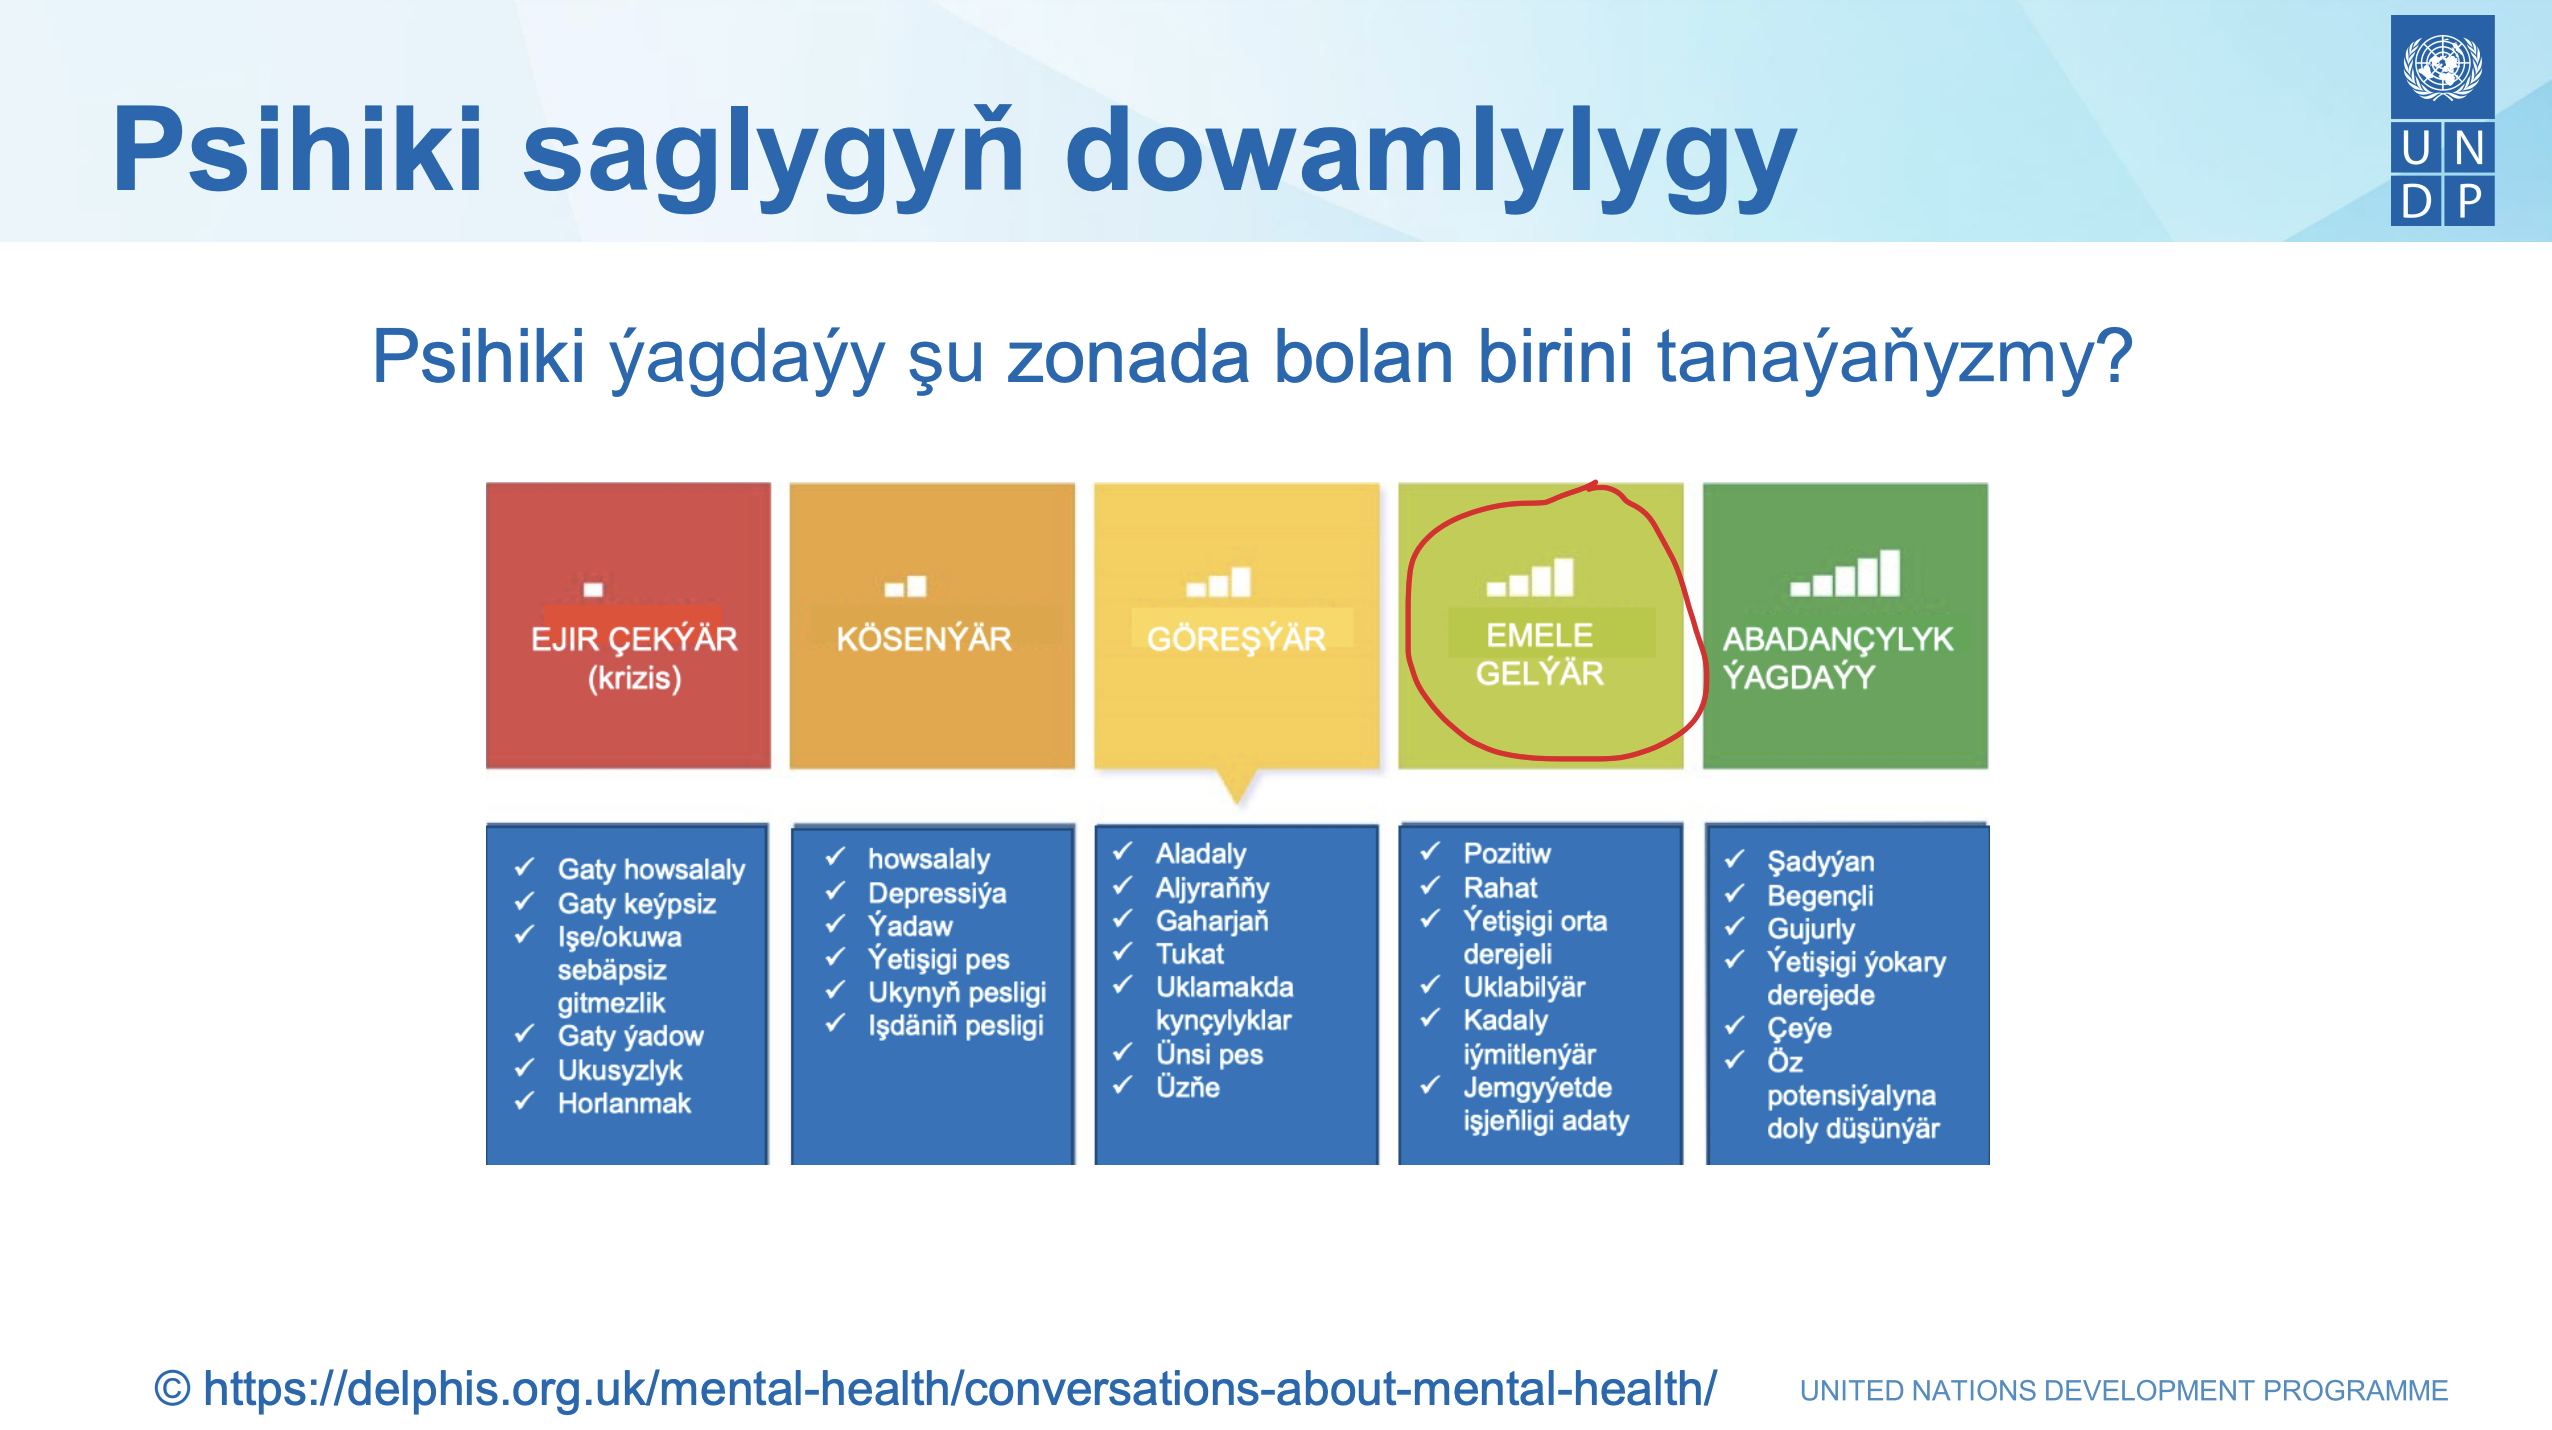 Psihiki saglygyň dowamlylygy
UN
DP
Psihiki ýagdaýy şu zonada bolan birini tanaýaňyzmy?
EJIR ÇEKÝÄR
(krizis)
KÖSENÝÄR
GÖREŞÝÄR
EMELE
GELÝÄR
ABADANÇYLYK
ÝAGDAÝY
Gaty howsalaly
Gaty keýpsiz
Işe/okuwa
sebäpsiz
gitmezlik
Gaty ýadow
Ukusyzlyk
Horlanmak
howsalaly
Depressiýa
Ýadaw
Ýetişigi pes
Ukynyň pesligi
Işdäniň pesligi
Aladaly
Aljyraňňy
Gaharjaň
Tukat
Uklamakda
kynçylyklar
Ünsi pes
Üzňe
Pozitiw
Rahat
Ýetişigi orta
derejeli
Uklabilýär
Kadaly
iýmitlenýär
Jemgyýetde
işjeňligi adaty
Şadyýan
Begençli
Gujurly
Ýetişigi ýokary
derejede
Çeýe
Öz
potensiýalyna
doly düşünýär
© https://delphis.org.uk/mental-health/conversations-about-mental-health/
UNITED NATIONS DEVELOPMENT PROGRAMME